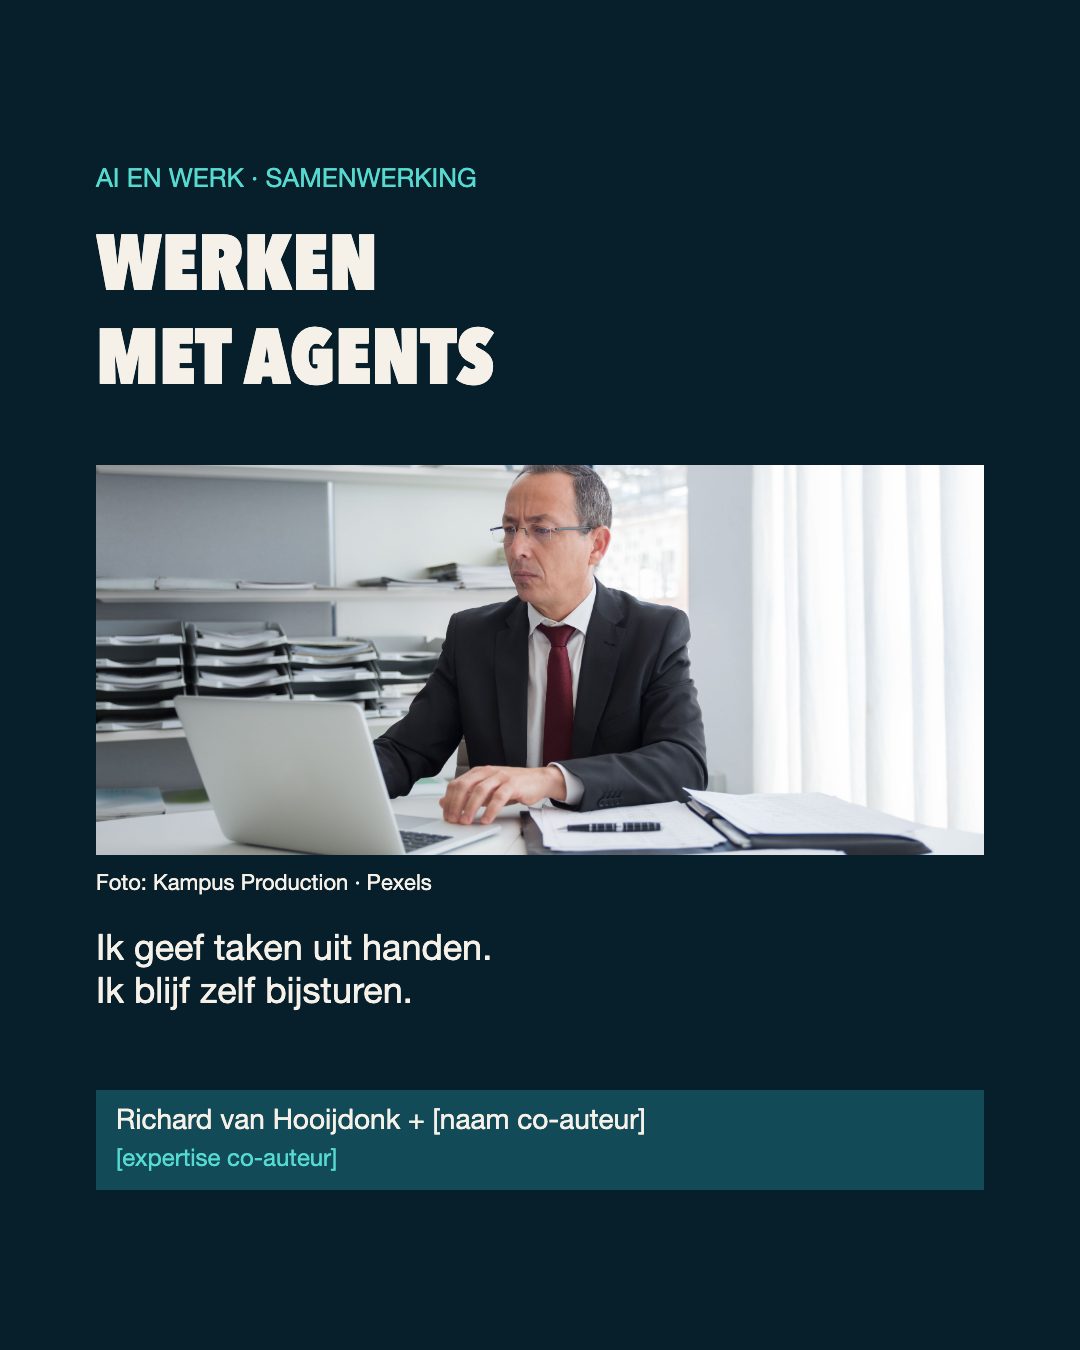 AI EN WERK · SAMENWERKING
WERKEN
MET AGENTS
Foto: Kampus Production · Pexels
Ik geef taken uit handen.
Ik blijf zelf bijsturen.
Richard van Hooijdonk + [naam co-auteur]
[expertise co-auteur]